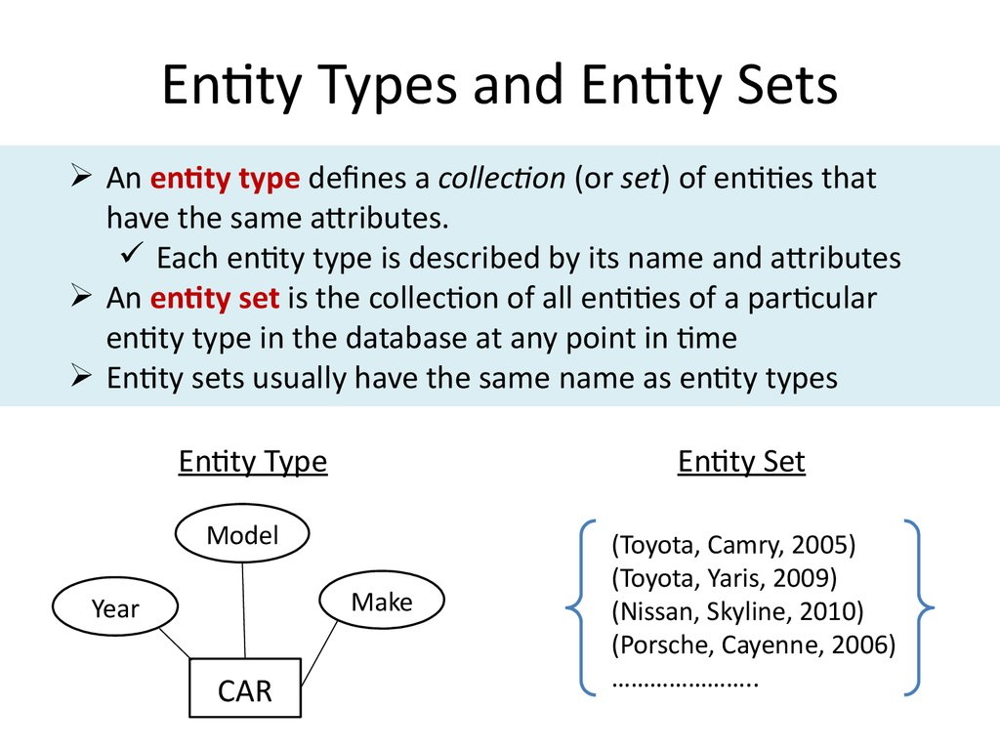 Entity Types and Entity Sets
➢ An entity type defines a collection (or set) of entities that
have the same attributes.
✓ Each entity type is described by its name and attributes
➢ An entity set is the collection of all entities of a particular
entity type in the database at any point in time
➢ Entity sets usually have the same name as entity types
Entity Type
Model
Year
Make
CAR
Entity Set
(Toyota, Camry, 2005)
(Toyota, Yaris, 2009)
(Nissan, Skyline, 2010)
(Porsche, Cayenne, 2006)
…………………..